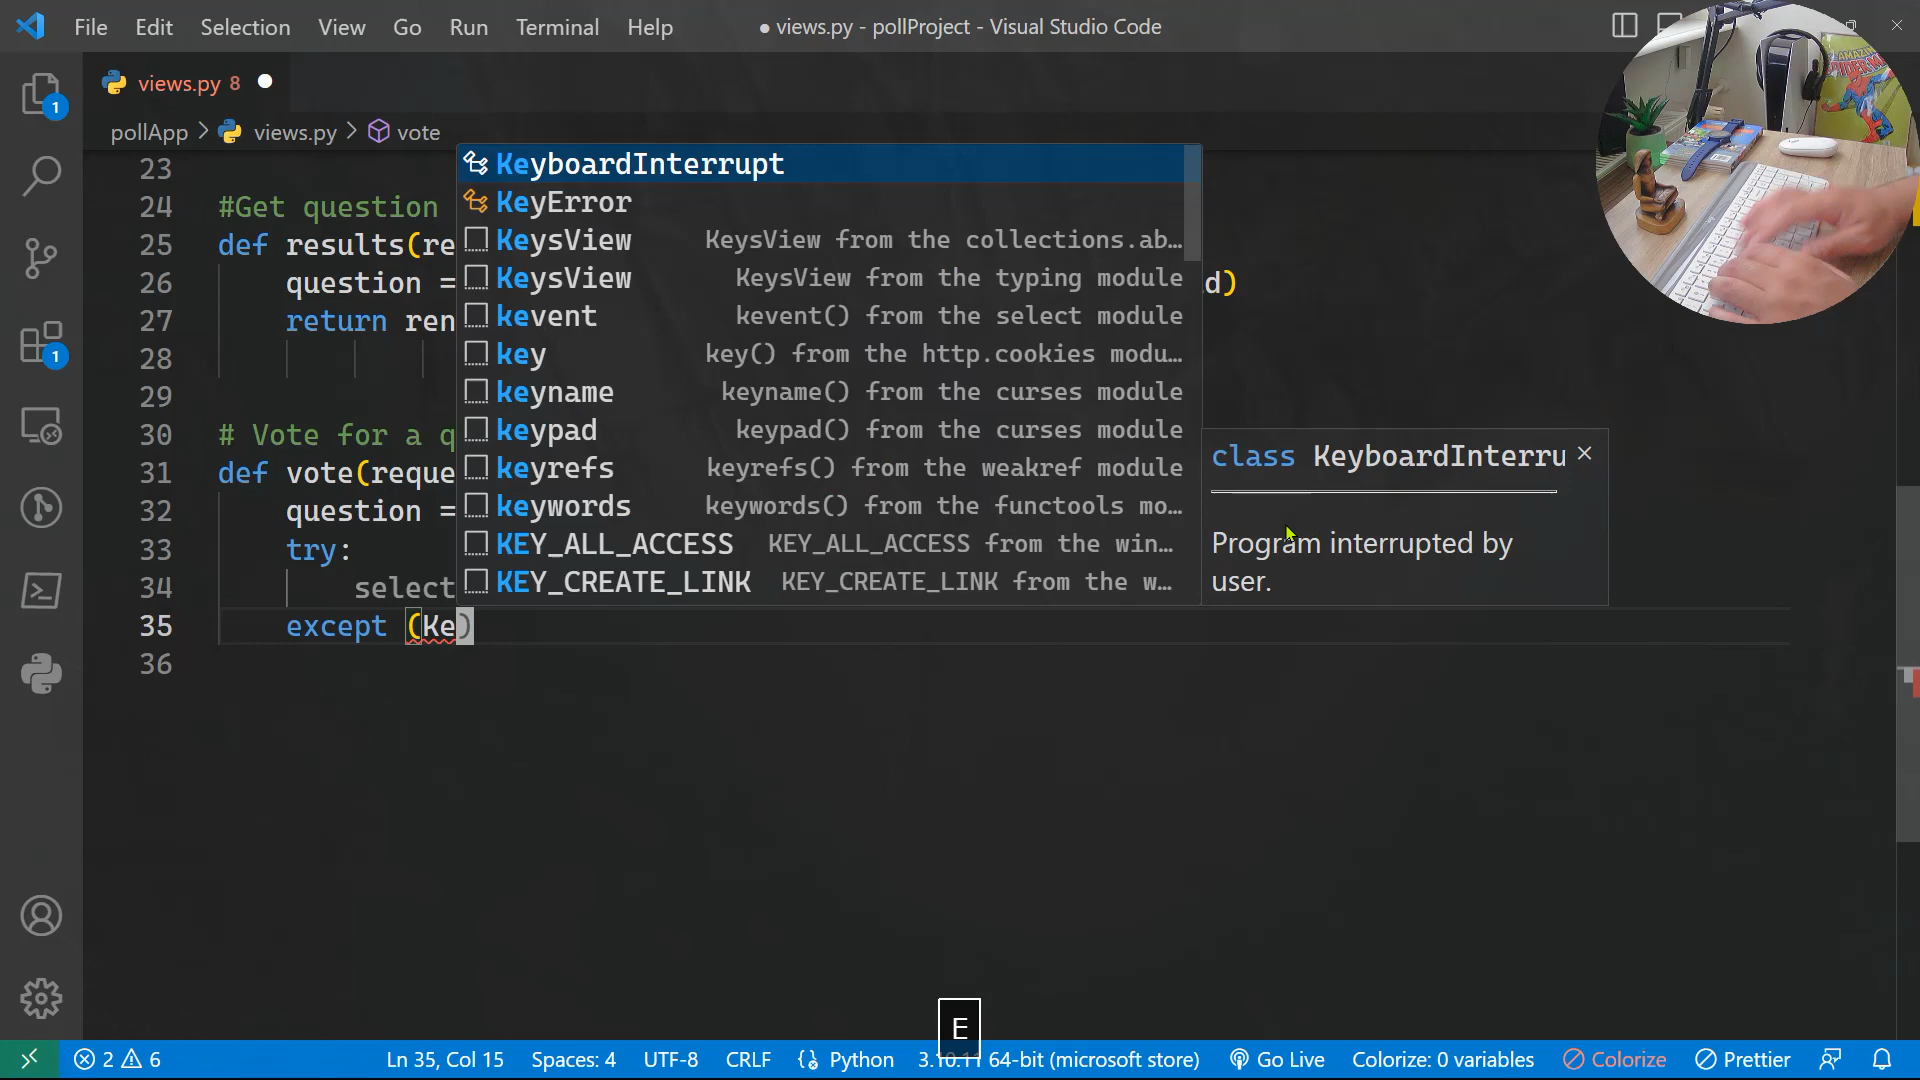 File Edit Selection View Go Run Terminal Help
● views.py - pollProject - Visual Studio Code
views.py 8
pollApp > views.py > vote
23
24 #Get question
25 def results(re
26 question = d)
27 return ren
28
29
30 # Vote for a q
31 def vote(reque
32 question =
33 try:
34 select
35 except (Ke)
36
KeyboardInterrupt
KeyError
KeysView KeysView from the collections.ab…
KeysView KeysView from the typing module
kevent kevent() from the select module
key key() from the http.cookies modu…
keyname keyname() from the curses module
keypad keypad() from the curses module
keyrefs keyrefs() from the weakref module
keywords keywords() from the functools mo…
KEY_ALL_ACCESS KEY_ALL_ACCESS from the win…
KEY_CREATE_LINK KEY_CREATE_LINK from the w…
class KeyboardInterru
Program interrupted by
user.
1
1
AMAZING
E
2 6 Ln 35, Col 15 Spaces: 4 UTF-8 CRLF Python 3.10.11 64-bit (microsoft store) Go Live Colorize: 0 variables Colorize Prettier